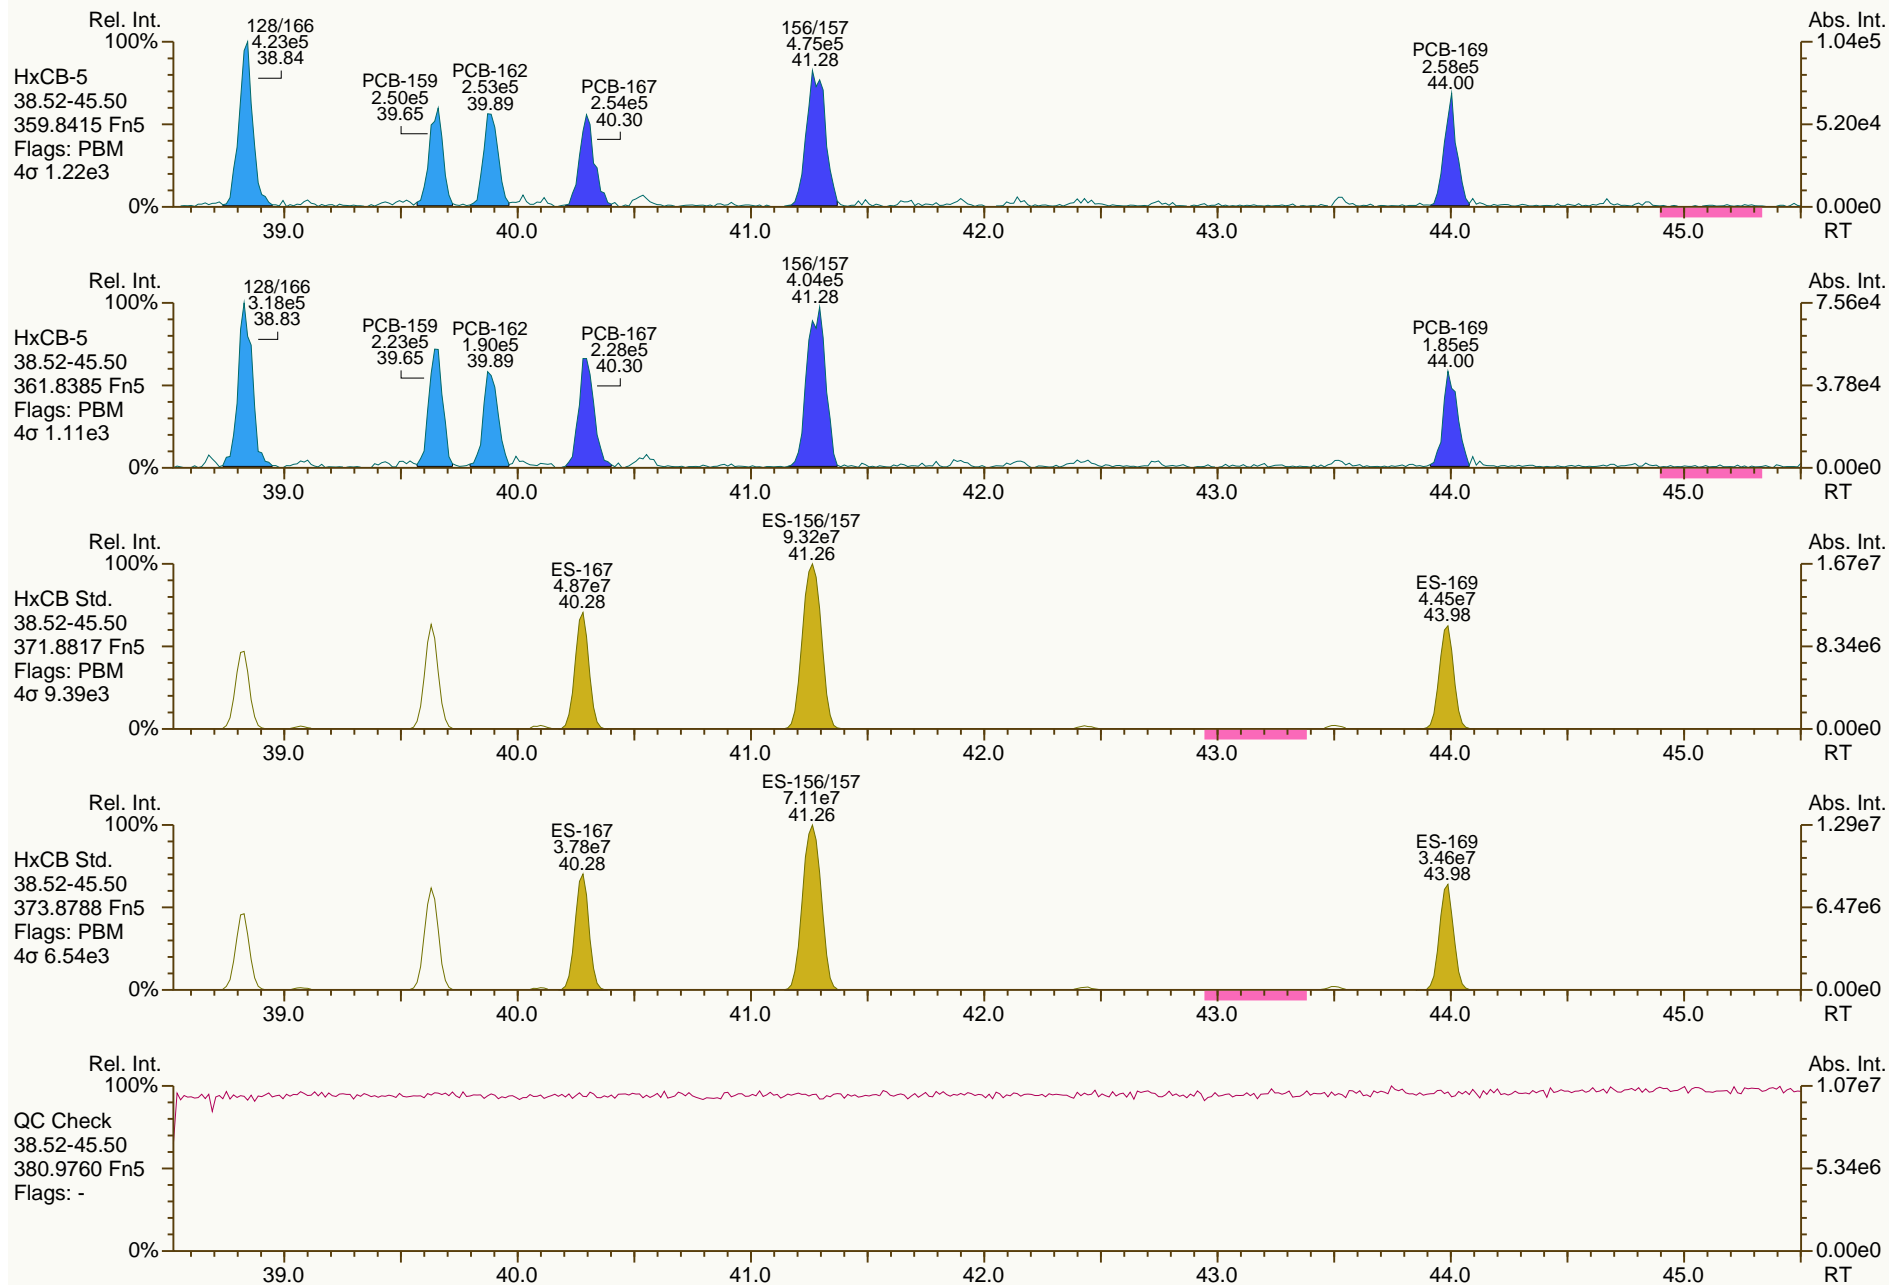 Rel. Int.
Abs. Int.
HxCB-5
38.52-45.50
359.8415 Fn5
Flags: PBM
4σ 1.22e3
100%
0%
128/166
4.23e5
38.84
PCB-159
2.50e5
39.65
PCB-162
2.53e5
39.89
PCB-167
2.54e5
40.30
156/157
4.75e5
41.28
PCB-169
2.58e5
44.00
1.04e5
5.20e4
0.00e0
39.0 40.0 41.0 42.0 43.0 44.0 45.0 RT
Rel. Int.
Abs. Int.
HxCB-5
38.52-45.50
361.8385 Fn5
Flags: PBM
4σ 1.11e3
100%
0%
128/166
3.18e5
38.83
PCB-159
2.23e5
39.65
PCB-162
1.90e5
39.89
PCB-167
2.28e5
40.30
156/157
4.04e5
41.28
PCB-169
1.85e5
44.00
7.56e4
3.78e4
0.00e0
39.0 40.0 41.0 42.0 43.0 44.0 45.0 RT
Rel. Int.
Abs. Int.
HxCB Std.
38.52-45.50
371.8817 Fn5
Flags: PBM
4σ 9.39e3
100%
0%
ES-167
4.87e7
40.28
ES-156/157
9.32e7
41.26
ES-169
4.45e7
43.98
1.67e7
8.34e6
0.00e0
39.0 40.0 41.0 42.0 43.0 44.0 45.0 RT
Rel. Int.
Abs. Int.
HxCB Std.
38.52-45.50
373.8788 Fn5
Flags: PBM
4σ 6.54e3
100%
0%
ES-167
3.78e7
40.28
ES-156/157
7.11e7
41.26
ES-169
3.46e7
43.98
1.29e7
6.47e6
0.00e0
39.0 40.0 41.0 42.0 43.0 44.0 45.0 RT
Rel. Int.
Abs. Int.
QC Check
38.52-45.50
380.9760 Fn5
Flags: -
100%
0%
1.07e7
5.34e6
0.00e0
39.0 40.0 41.0 42.0 43.0 44.0 45.0 RT